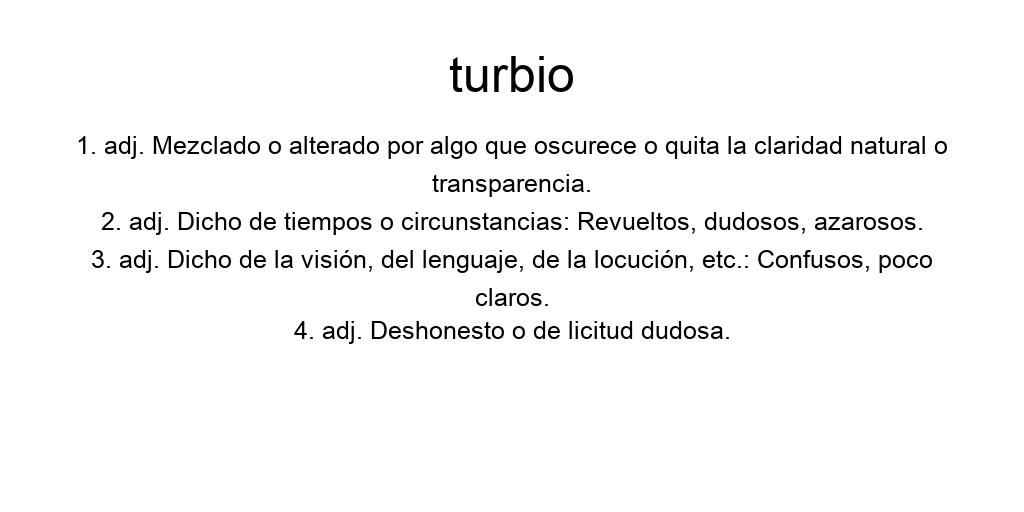 turbio
1. adj. Mezclado o alterado por algo que oscurece o quita la claridad natural o
transparencia.
2. adj. Dicho de tiempos o circunstancias: Revueltos, dudosos, azarosos.
3. adj. Dicho de la visión, del lenguaje, de la locución, etc.: Confusos, poco
claros.
4. adj. Deshonesto o de licitud dudosa.